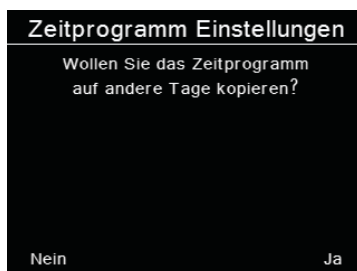 Zeitprogramm Einstellungen
Wollen Sie das Zeitprogramm
auf andere Tage kopieren?
Nein Ja